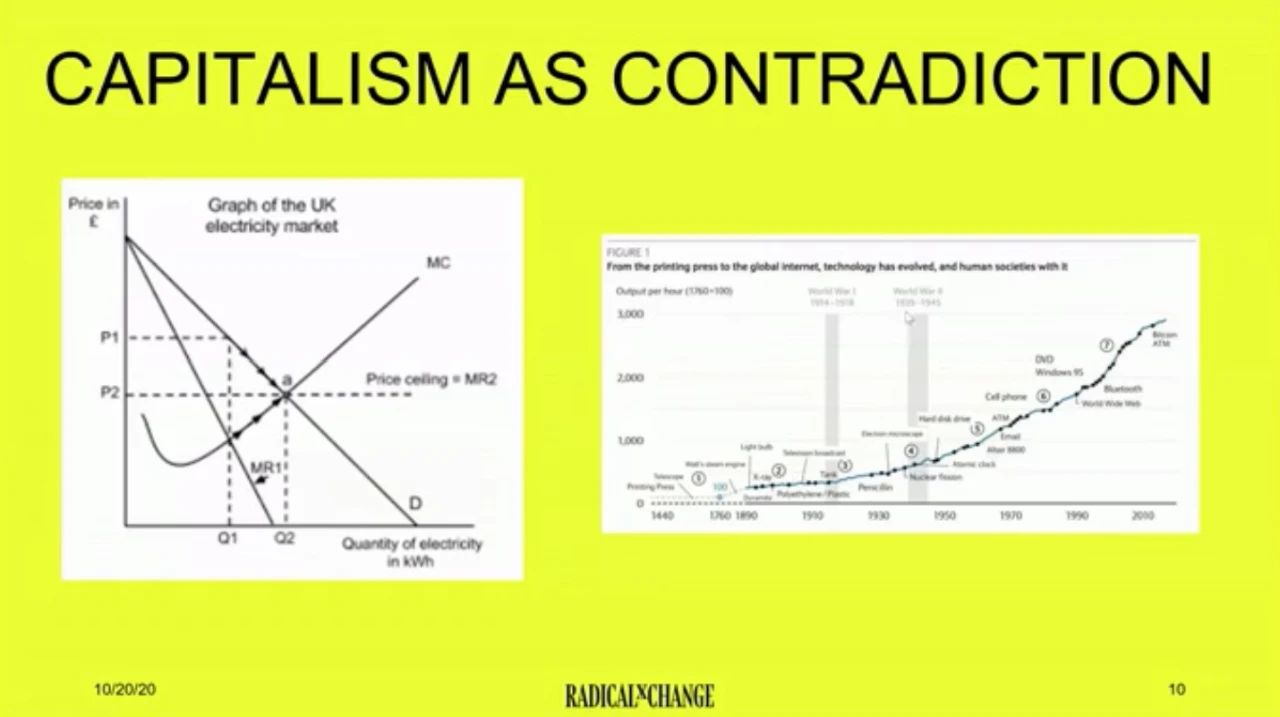 CAPITALISM AS CONTRADICTION
Price in
£
Graph of the UK
electricity market
MC
P1
a
Price ceiling = MR2
P2
MR1
D
Q1
Q2
Quantity of electricity
in kWh
FIGURE 1
From the printing press to the global internet, technology has evolved, and human societies with it
Output per hour (1760=100)
World War I
1914–1918
World War II
1939–1945
3,000
2,000
1,000
0
Bitcoin
ATM
7
DVD
Windows 95
Bluetooth
Cell phone
6
World Wide Web
Hard disk drive
ATM
5
Email
Altair 8800
Electron microscope
4
Atomic clock
Light bulb
Television broadcast
Nuclear fission
Watt's steam engine
2
Tank
3
Telescope
1
X-ray
Penicillin
Printing Press
100
Dynamite
Polyethylene / Plastic
1440
1760
1890
1910
1930
1950
1970
1990
2010
10/20/20
RADICALxCHANGE
10